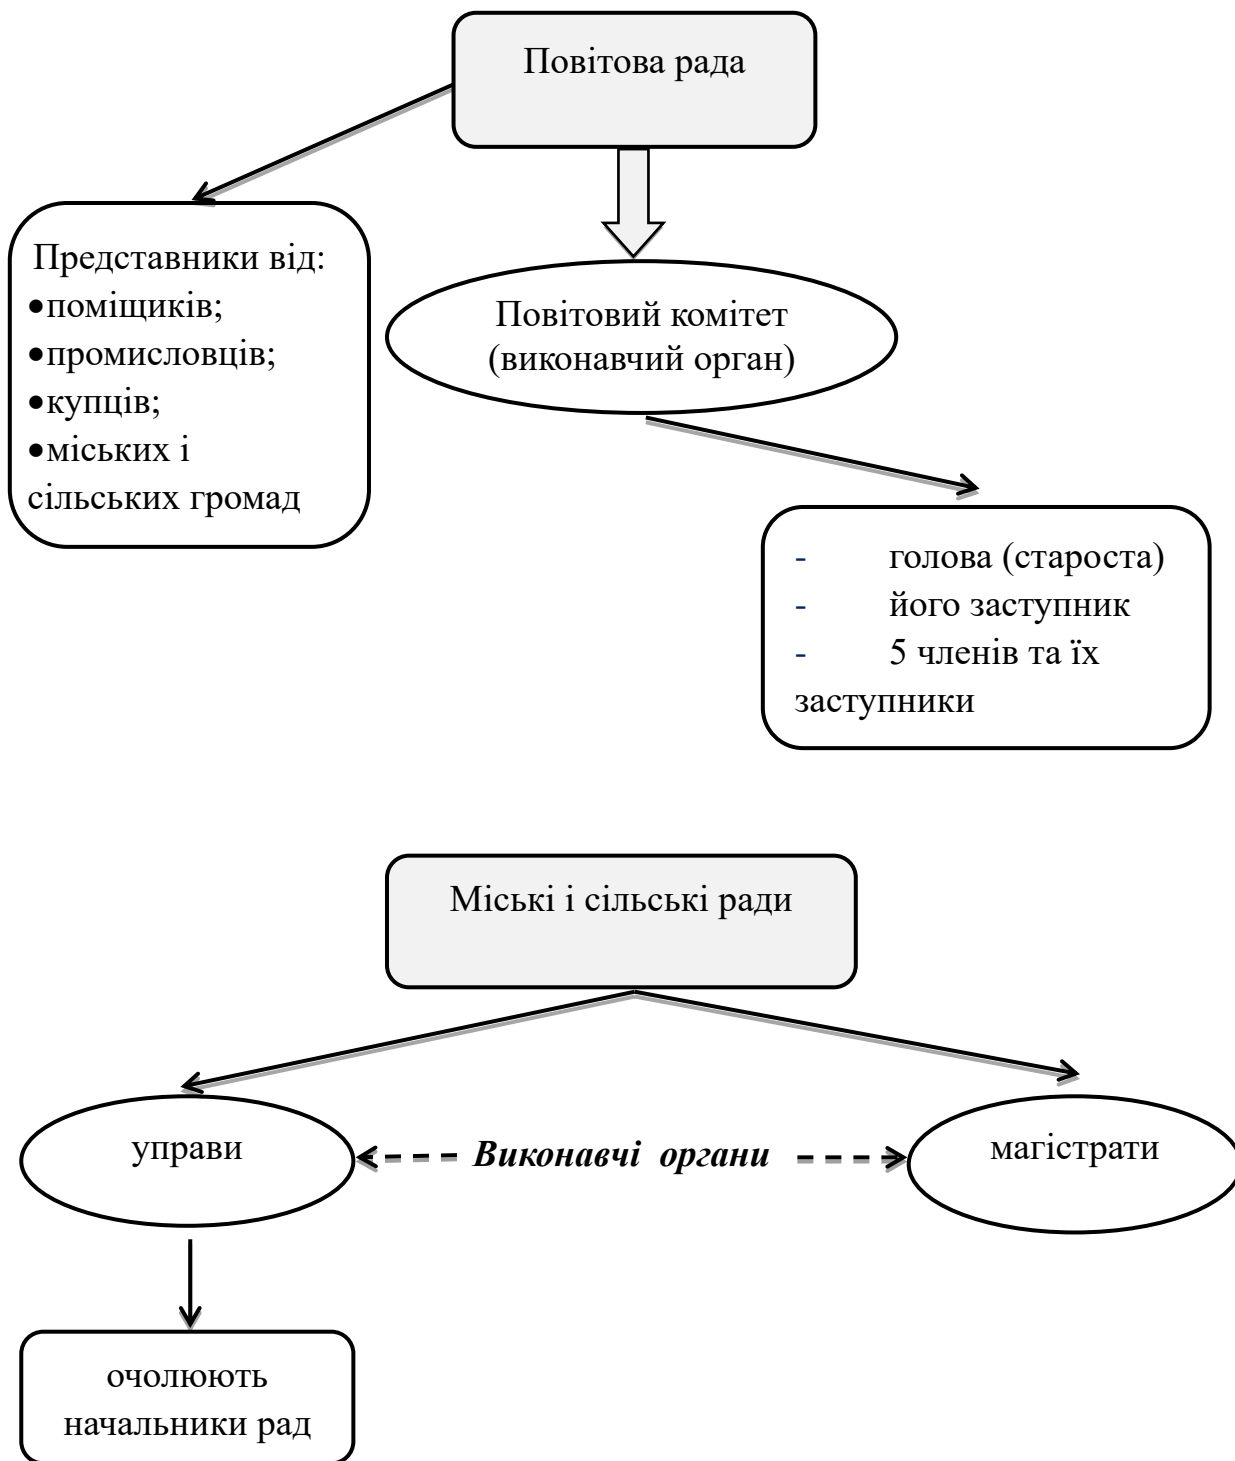 Повітова рада
Представники від:
•поміщиків;
•промисловців;
•купців;
•міських і
сільських громад
Повітовий комітет
(виконавчий орган)
- голова (староста)
- його заступник
- 5 членів та їх
заступники
Міські і сільські ради
управи
Виконавчі органи
магістрати
очолюють
начальники рад